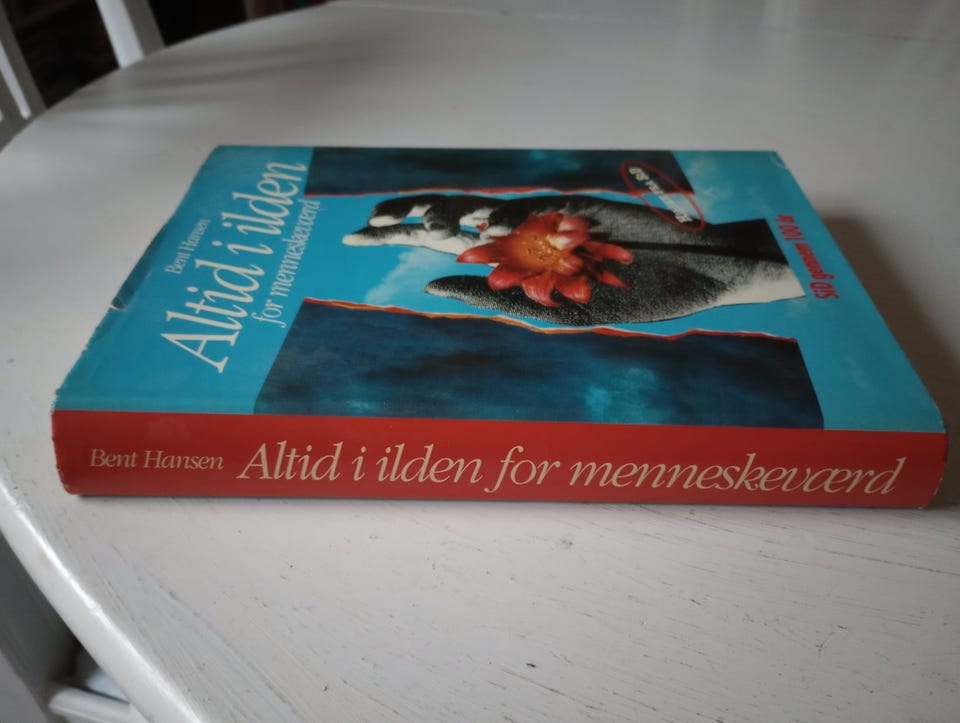 Bent Hansen
Altid i ilden
for menneskeværd
SiD gennem 100 år
Bent Hansen Altid i ilden for menneskeværd